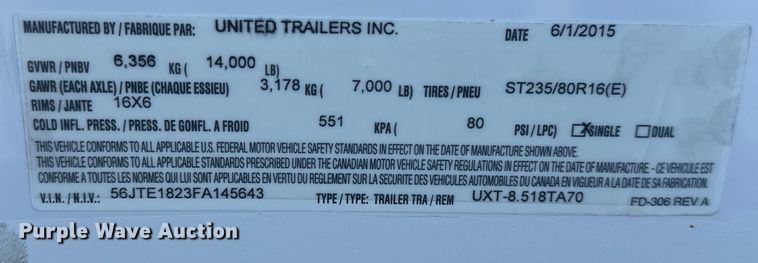 MANUFACTURED BY / FABRIQUE PAR: UNITED TRAILERS INC. DATE 6/1/2015
GVWR / PNBV 6,356 KG ( 14,000 LB)
GAWR (EACH AXLE) / PNBE (CHAQUE ESSIEU) 3,178 KG ( 7,000 LB) TIRES / PNEU ST235/80R16(E)
RIMS / JANTE 16X6
COLD INFL. PRESS. / PRESS. DE GONFL. A FROID 551 KPA ( 80 PSI / LPC) X SINGLE DUAL
THIS VEHICLE CONFORMS TO ALL APPLICABLE U.S. FEDERAL MOTOR VEHICLE SAFETY STANDARDS IN EFFECT ON THE DATE OF MANUFACTURE SHOWN ABOVE.
THIS VEHICLE CONFORMS TO ALL APPLICABLE STANDARDS PRESCRIBED UNDER THE CANADIAN MOTOR VEHICLE SAFETY REGULATIONS IN EFFECT ON THE DATE OF MANUFACTURE. - CE VEHICULE EST
CONFORME A TOUTES LES NORMES QUI LUI SONT APPLICABLES EN VERTU DU REGLEMENT SUR LA SECURITE DES VEHICULES AUTOMOBILES DU CANADA EN VIGUEUR A LA DATE DE SA FABRICATION.
V.I.N. / N.I.V.: 56JTE1823FA145643 TYPE / TYPE: TRAILER TRA / REM UXT-8.518TA70 FD-306 REV A
Purple Wave Auction